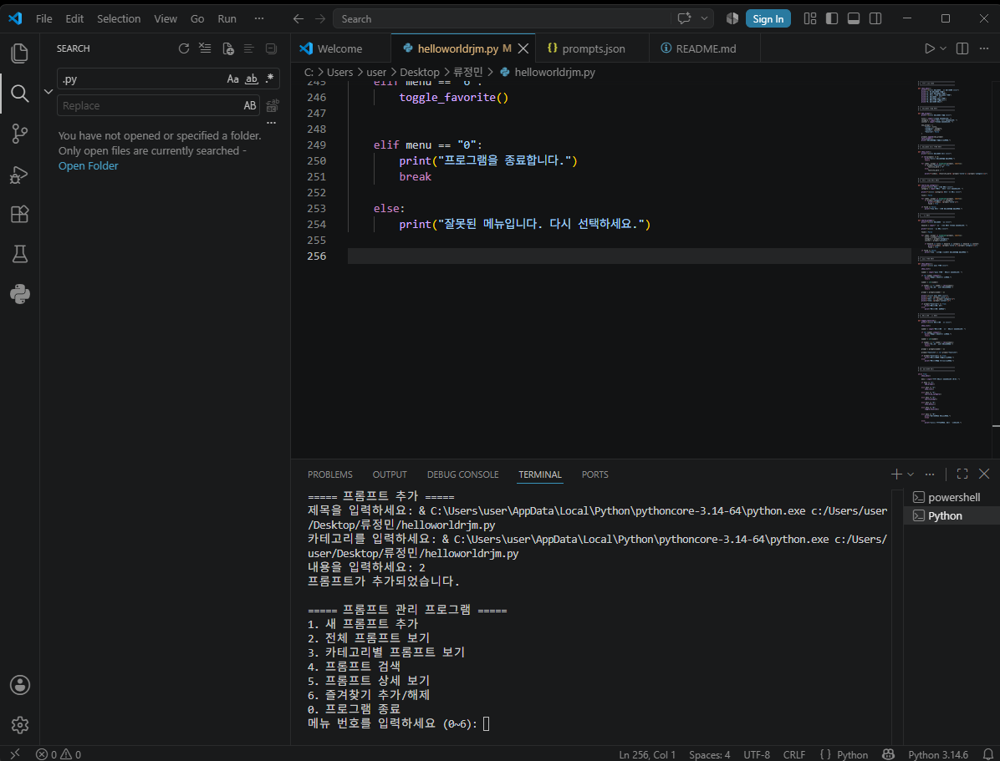 File Edit Selection View Go Run ··· Search Sign In
SEARCH
.py Aa ab .*
Replace AB
You have not opened or specified a folder.
Only open files are currently searched -
Open Folder
Welcome helloworldrjm.py M {} prompts.json README.md
C: > Users > user > Desktop > 류정민 > helloworldrjm.py
245 elif menu == "6":
246 toggle_favorite()
247
248
249 elif menu == "0":
250 print("프로그램을 종료합니다.")
251 break
252
253 else:
254 print("잘못된 메뉴입니다. 다시 선택하세요.")
255
256
PROBLEMS OUTPUT DEBUG CONSOLE TERMINAL PORTS
===== 프롬프트 추가 =====
제목을 입력하세요: & C:\Users\user\AppData\Local\Python\pythoncore-3.14-64\python.exe c:/Users/user
/Desktop/류정민/helloworldrjm.py
카테고리를 입력하세요: & C:\Users\user\AppData\Local\Python\pythoncore-3.14-64\python.exe c:/Users/
user/Desktop/류정민/helloworldrjm.py
내용을 입력하세요: 2
프롬프트가 추가되었습니다.
===== 프롬프트 관리 프로그램 =====
1. 새 프롬프트 추가
2. 전체 프롬프트 보기
3. 카테고리별 프롬프트 보기
4. 프롬프트 검색
5. 프롬프트 상세 보기
6. 즐겨찾기 추가/해제
0. 프로그램 종료
메뉴 번호를 입력하세요 (0~6):
powershell
Python
0 0 Ln 256, Col 1 Spaces: 4 UTF-8 CRLF {} Python Python 3.14.6